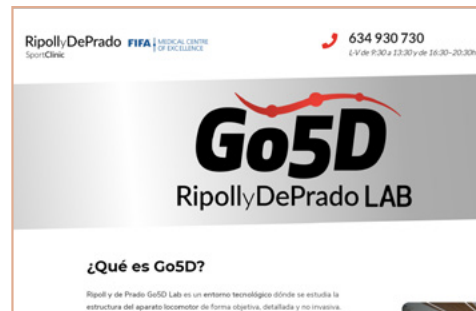 RipollyDePrado FIFA MEDICAL CENTRE
SportClinic OF EXCELLENCE
634 930 730
L-V de 9:30 a 13:30 y de 16:30-20:30h
Go5D
RipollyDePrado LAB
¿Qué es Go5D?
Ripoll y de Prado Go5D Lab es un entorno tecnológico dónde se estudia la
estructura del aparato locomotor de forma objetiva, detallada y no invasiva.